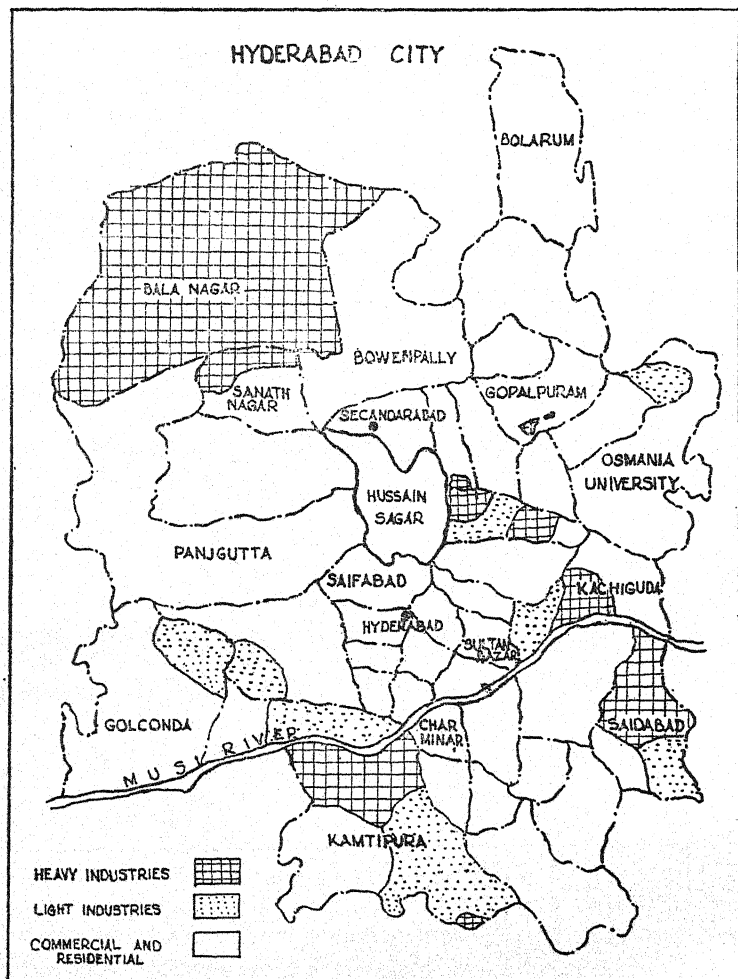 HYDERABAD CITY
BOLARUM
BALA NAGAR
BOWENPALLY
SANATH
NAGAR
SECANDARABAD
GOPALPURAM
OSMANIA
UNIVERSITY
HUSSAIN
SAGAR
PANJGUTTA
SAIFABAD
KACHIGUDA
HYDERABAD
SULTAN
BAZAR
GOLCONDA
CHAR
MINAR
SAIDABAD
MUSK RIVER
KAMTIPURA
HEAVY INDUSTRIES
LIGHT INDUSTRIES
COMMERCIAL AND
RESIDENTIAL